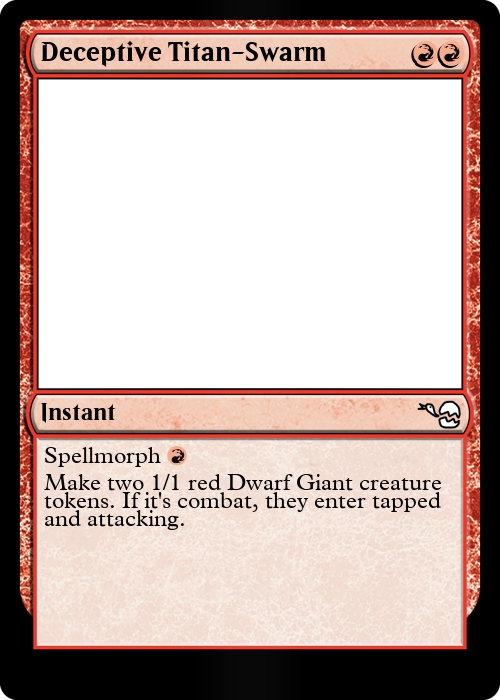 Deceptive Titan-Swarm
Instant
Spellmorph
Make two 1/1 red Dwarf Giant creature
tokens. If it's combat, they enter tapped
and attacking.